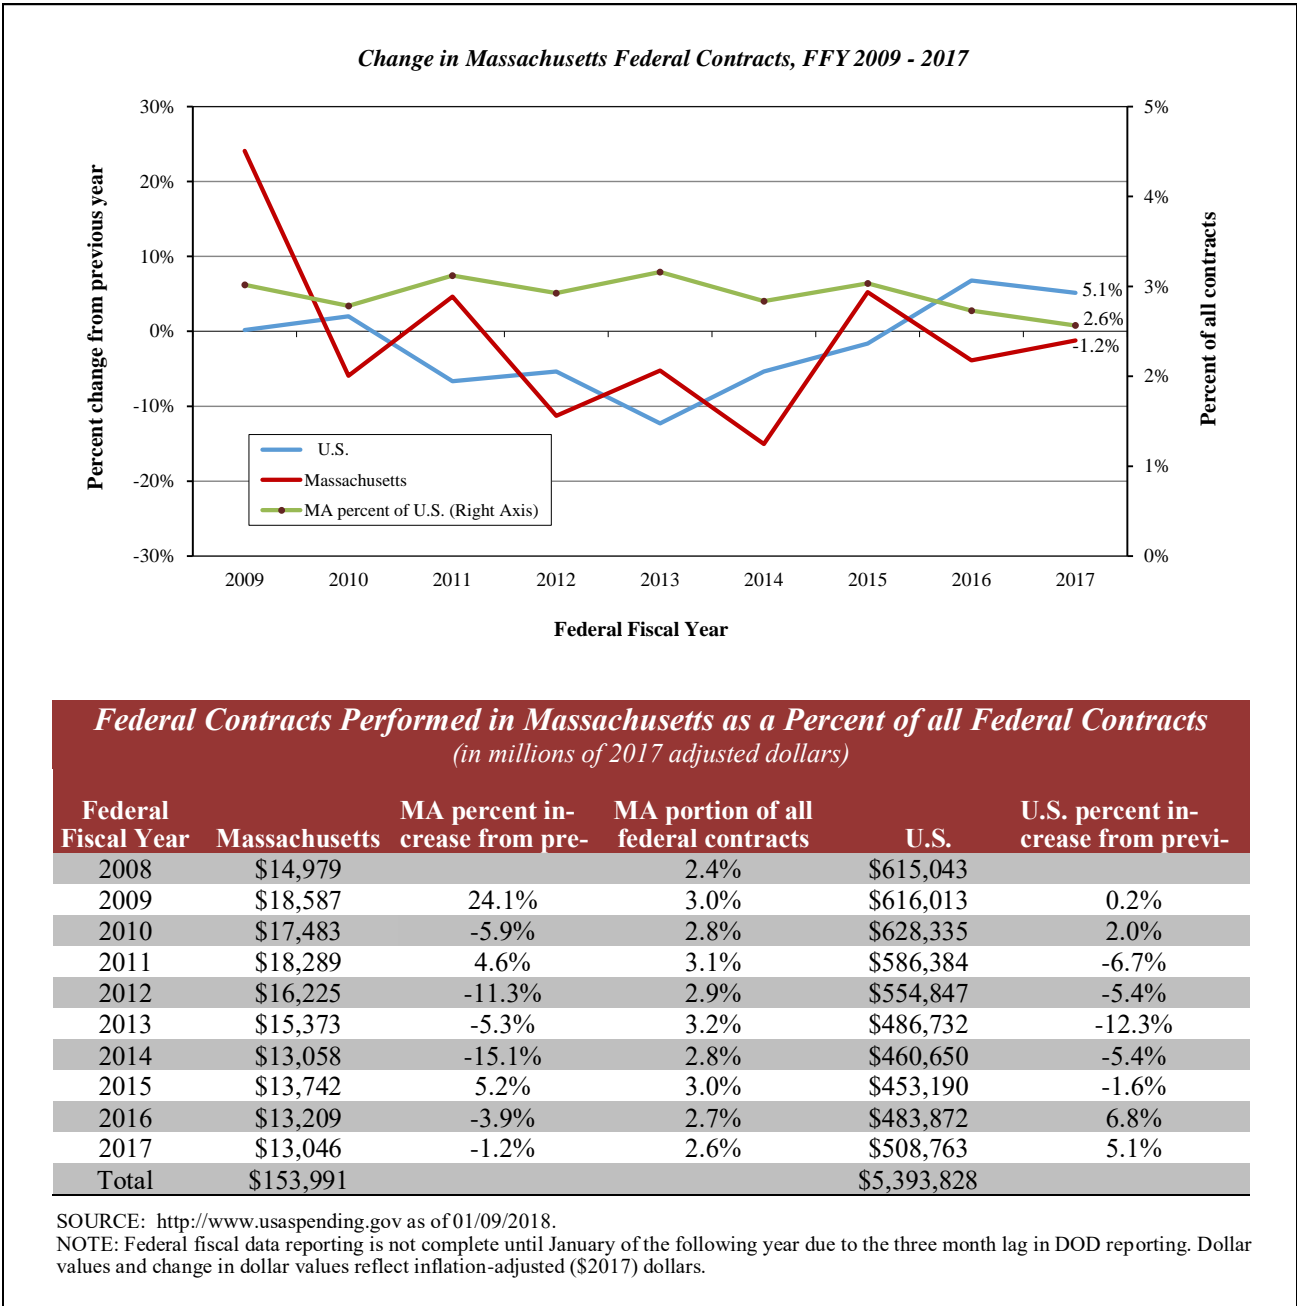 Change in Massachusetts Federal Contracts, FFY 2009 - 2017
30% 5%
20% 4%
10% 3%
0% 2%
-10% 1%
-20% 0%
-30%
Percent change from previous year
Percent of all contracts
5.1%
2.6%
-1.2%
U.S.
Massachusetts
MA percent of U.S. (Right Axis)
2009 2010 2011 2012 2013 2014 2015 2016 2017
Federal Fiscal Year
Federal Contracts Performed in Massachusetts as a Percent of all Federal Contracts
(in millions of 2017 adjusted dollars)
Federal MA percent in- MA portion of all U.S. percent in-
Fiscal Year Massachusetts crease from pre- federal contracts U.S. crease from previ-
2008 $14,979 2.4% $615,043
2009 $18,587 24.1% 3.0% $616,013 0.2%
2010 $17,483 -5.9% 2.8% $628,335 2.0%
2011 $18,289 4.6% 3.1% $586,384 -6.7%
2012 $16,225 -11.3% 2.9% $554,847 -5.4%
2013 $15,373 -5.3% 3.2% $486,732 -12.3%
2014 $13,058 -15.1% 2.8% $460,650 -5.4%
2015 $13,742 5.2% 3.0% $453,190 -1.6%
2016 $13,209 -3.9% 2.7% $483,872 6.8%
2017 $13,046 -1.2% 2.6% $508,763 5.1%
Total $153,991 $5,393,828
SOURCE: http://www.usaspending.gov as of 01/09/2018.
NOTE: Federal fiscal data reporting is not complete until January of the following year due to the three month lag in DOD reporting. Dollar
values and change in dollar values reflect inflation-adjusted ($2017) dollars.